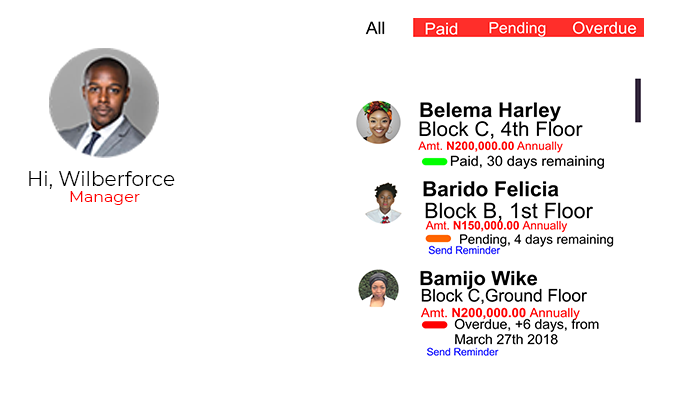 All
Paid
Pending
Overdue
Hi, Wilberforce
Manager
Belema Harley
Block C, 4th Floor
Amt. N200,000.00 Annually
Paid, 30 days remaining
Barido Felicia
Block B, 1st Floor
Amt. N150,000.00 Annually
Pending, 4 days remaining
Send Reminder
Bamijo Wike
Block C,Ground Floor
Amt. N200,000.00 Annually
Overdue, +6 days, from
March 27th 2018
Send Reminder